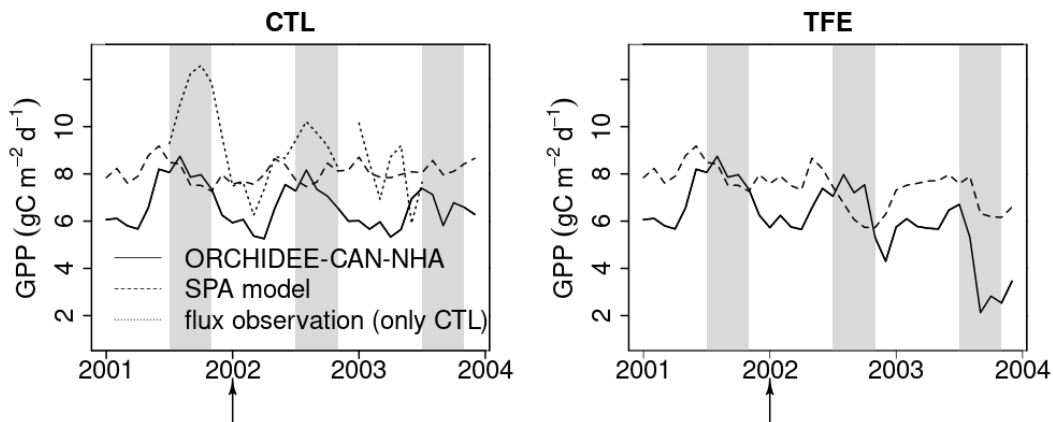 CTL
GPP (gC m⁻² d⁻¹)
10
8
6
4
2
ORCHIDEE-CAN-NHA
SPA model
flux observation (only CTL)
2001 2002 2003 2004
TFE
GPP (gC m⁻² d⁻¹)
10
8
6
4
2
2001 2002 2003 2004